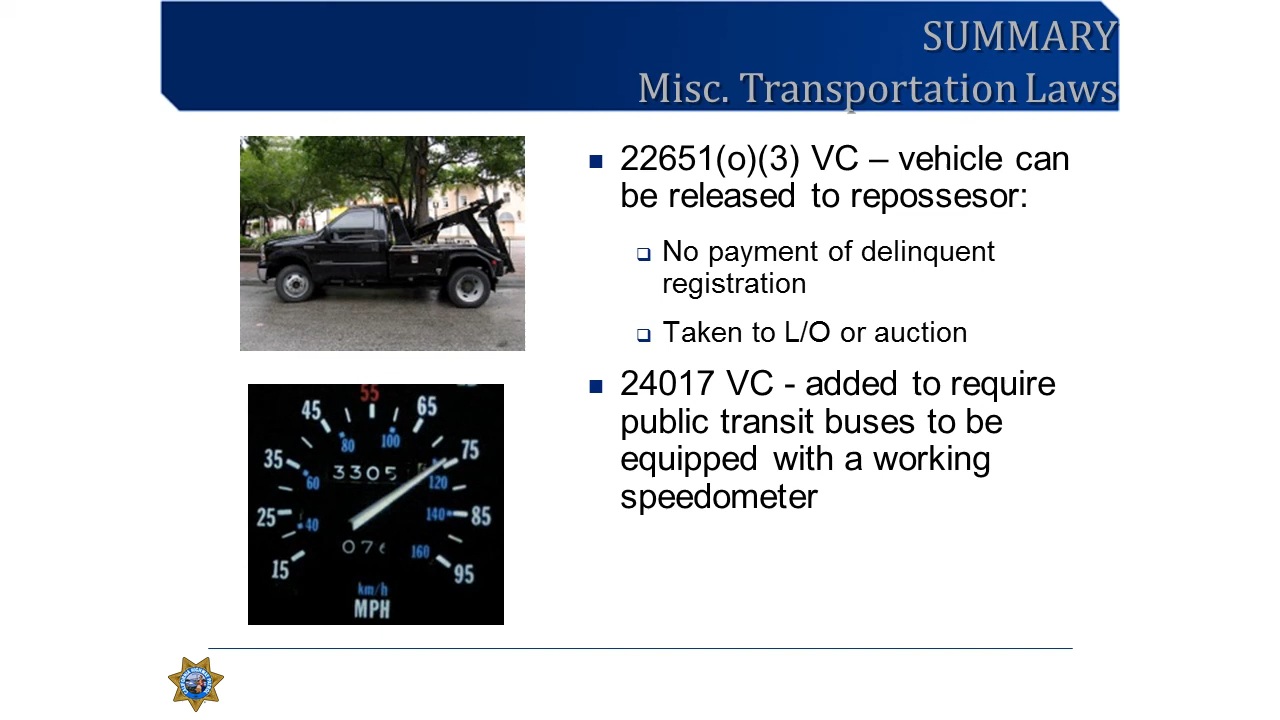 SUMMARY
Misc. Transportation Laws
22651(o)(3) VC – vehicle can
be released to repossesor:
No payment of delinquent
registration
Taken to L/O or auction
24017 VC - added to require
public transit buses to be
equipped with a working
speedometer
55
45
65
80
100
35
75
3305
60
120
25
40
140
85
076
160
15
95
km/h
MPH